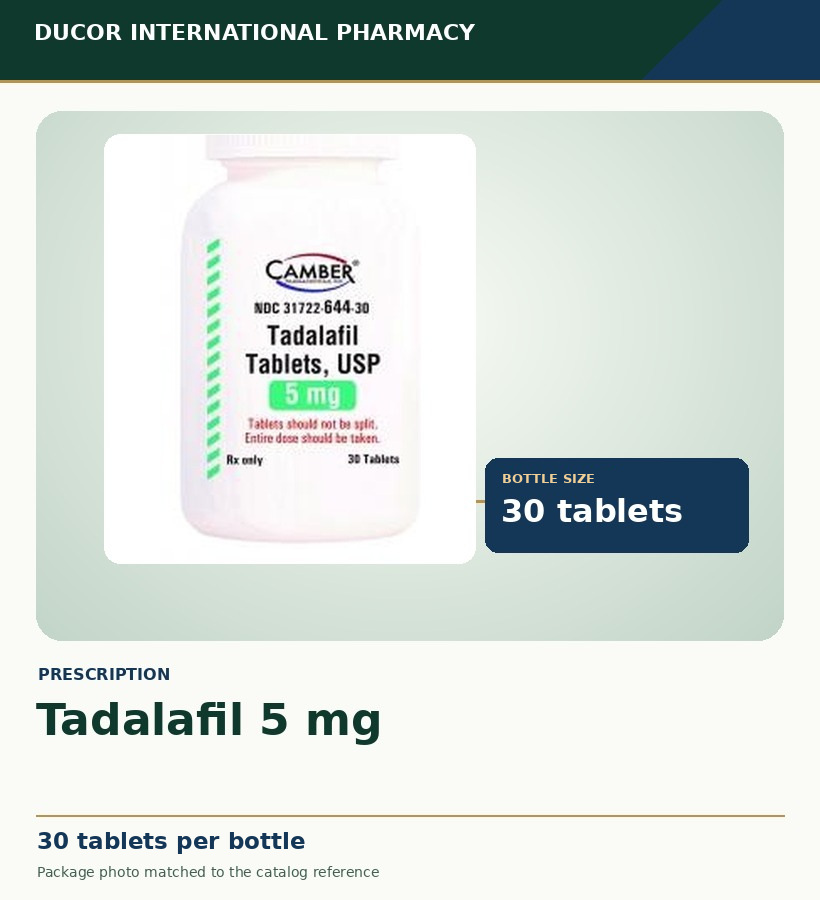 DUCOR INTERNATIONAL PHARMACY
CAMBER®
NDC 31722-644-30
Tadalafil
Tablets, USP
5 mg
Tablets should not be split.
Entire dose should be taken.
Rx only 30 Tablets
BOTTLE SIZE
30 tablets
PRESCRIPTION
Tadalafil 5 mg
30 tablets per bottle
Package photo matched to the catalog reference